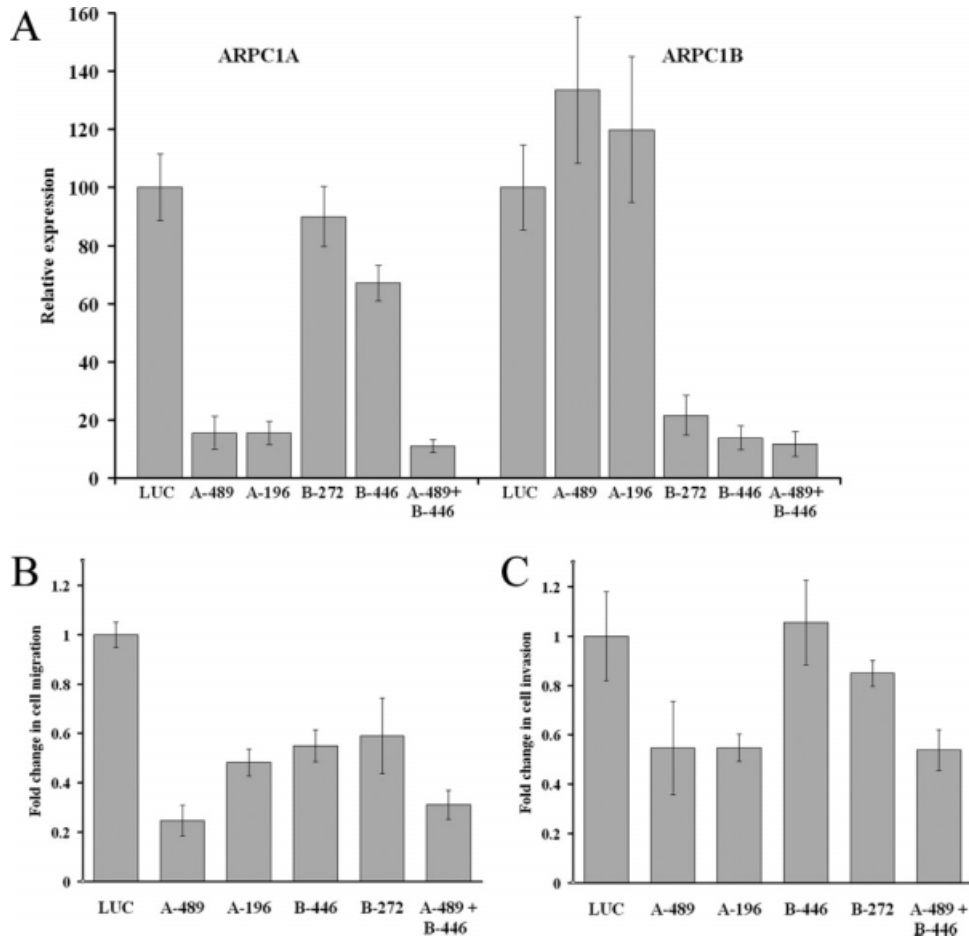 A
160
140
120
100
80
60
40
20
0
Relative expression
ARPC1A
ARPC1B
LUC A-489 A-196 B-272 B-446 A-489+ LUC A-489 A-196 B-272 B-446 A-489+
B-446 B-446
B
1.2
1
0.8
0.6
0.4
0.2
0
Fold change in cell migration
LUC A-489 A-196 B-446 B-272 A-489 +
B-446
C
1.2
1
0.8
0.6
0.4
0.2
0
Fold change in cell invasion
LUC A-489 A-196 B-446 B-272 A-489 +
B-446